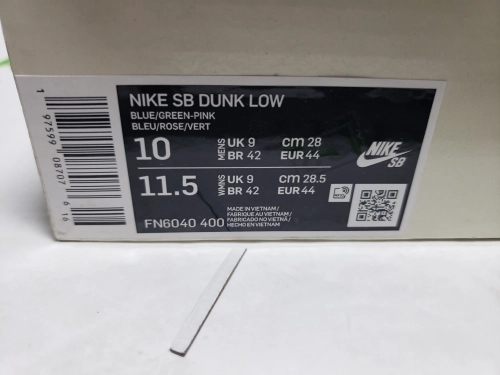 NIKE SB DUNK LOW
BLUE/GREEN-PINK
BLEU/ROSE/VERT
10 MENS UK 9 CM 28
BR 42 EUR 44
11.5 WMNS UK 9 CM 28.5
BR 42 EUR 44
FN6040 400
MADE IN VIETNAM /
FABRIQUE AU VIETNAM /
FABRICADO NO VIETNÃ /
HECHO EN VIETNAM
SB
1 97599 08707 6 10